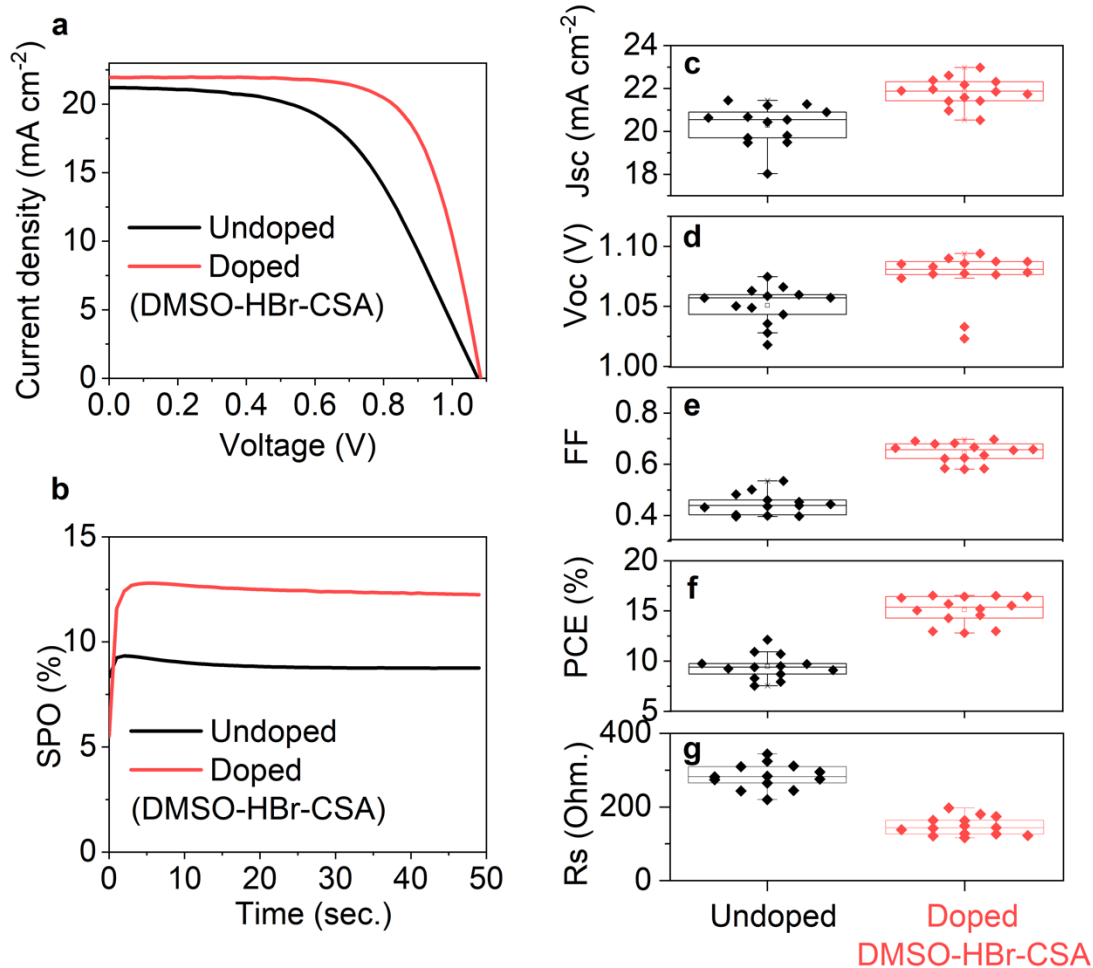 a
Current density (mA cm⁻²)
20
15
10
5
0
0.0 0.2 0.4 0.6 0.8 1.0
Voltage (V)
Undoped
Doped
(DMSO-HBr-CSA)
b
SPO (%)
15
10
5
0
0 10 20 30 40 50
Time (sec.)
Undoped
Doped
(DMSO-HBr-CSA)
c
Jsc (mA cm⁻²)
24
22
20
18
d
Voc (V)
1.10
1.05
1.00
e
FF
0.8
0.6
0.4
f
PCE (%)
20
15
10
5
g
Rs (Ohm.)
400
200
0
Undoped
Doped
DMSO-HBr-CSA